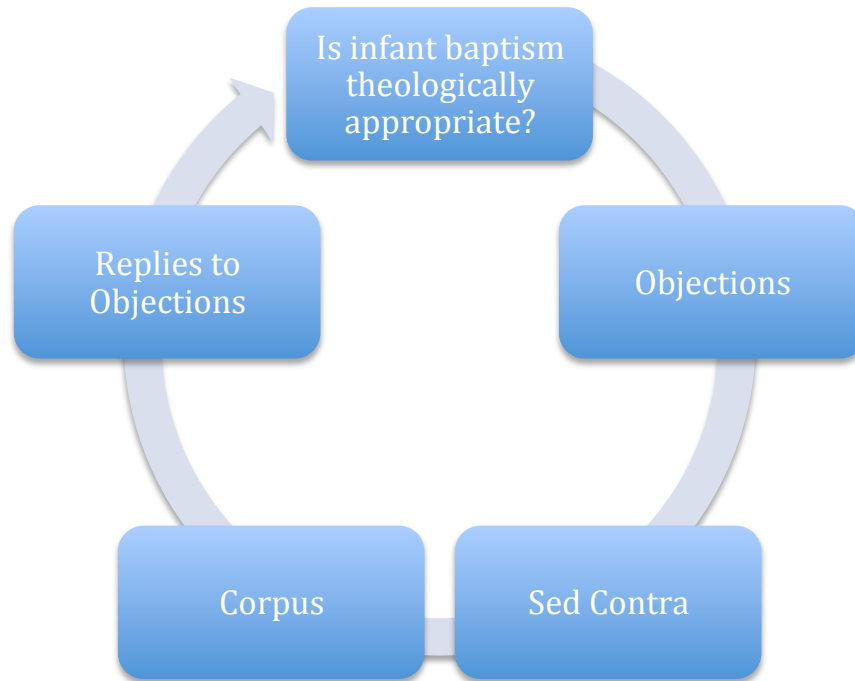 Is infant baptism
theologically
appropriate?
Objections
Sed Contra
Corpus
Replies to
Objections